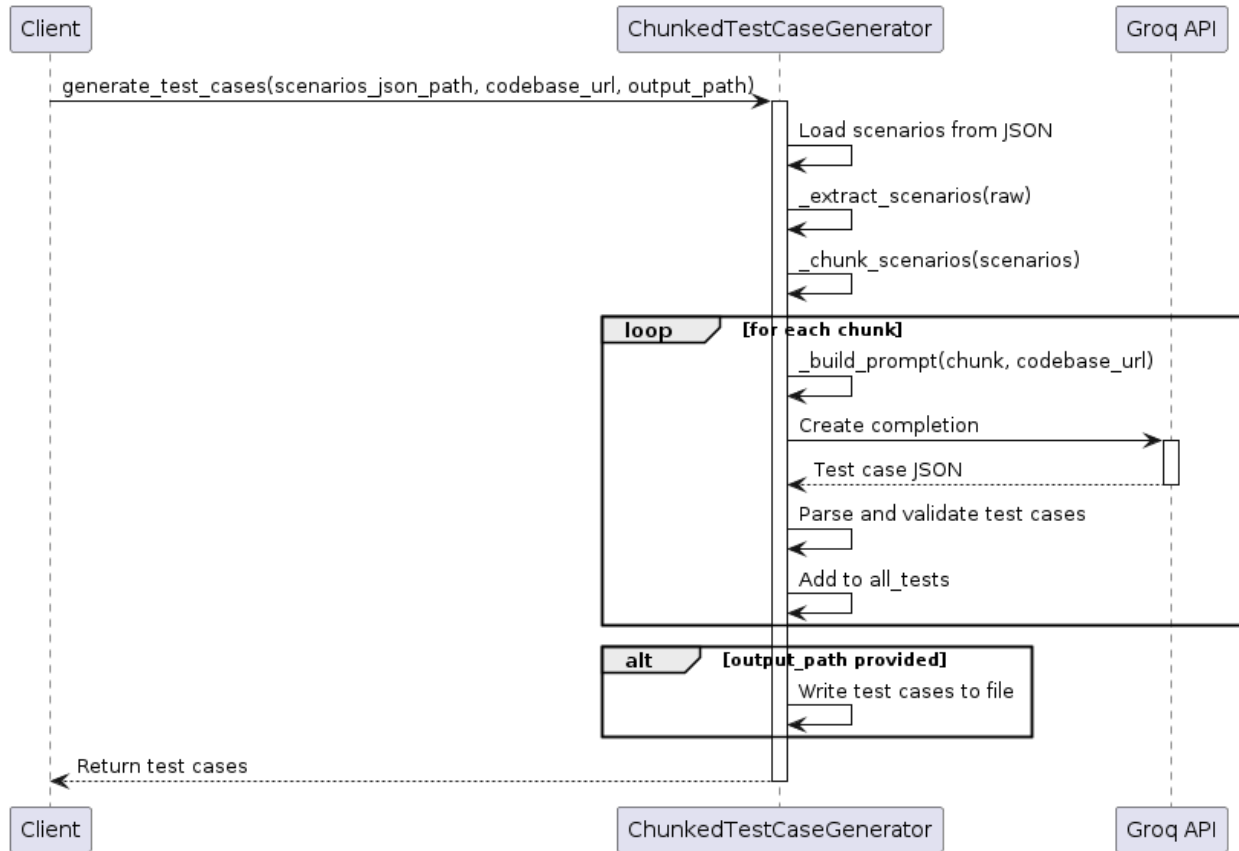 Client
ChunkedTestCaseGenerator
Groq API
generate_test_cases(scenarios_json_path, codebase_url, output_path)
Load scenarios from JSON
_extract_scenarios(raw)
_chunk_scenarios(scenarios)
loop
[for each chunk]
_build_prompt(chunk, codebase_url)
Create completion
Test case JSON
Parse and validate test cases
Add to all_tests
alt
[output_path provided]
Write test cases to file
Return test cases
Client
ChunkedTestCaseGenerator
Groq API